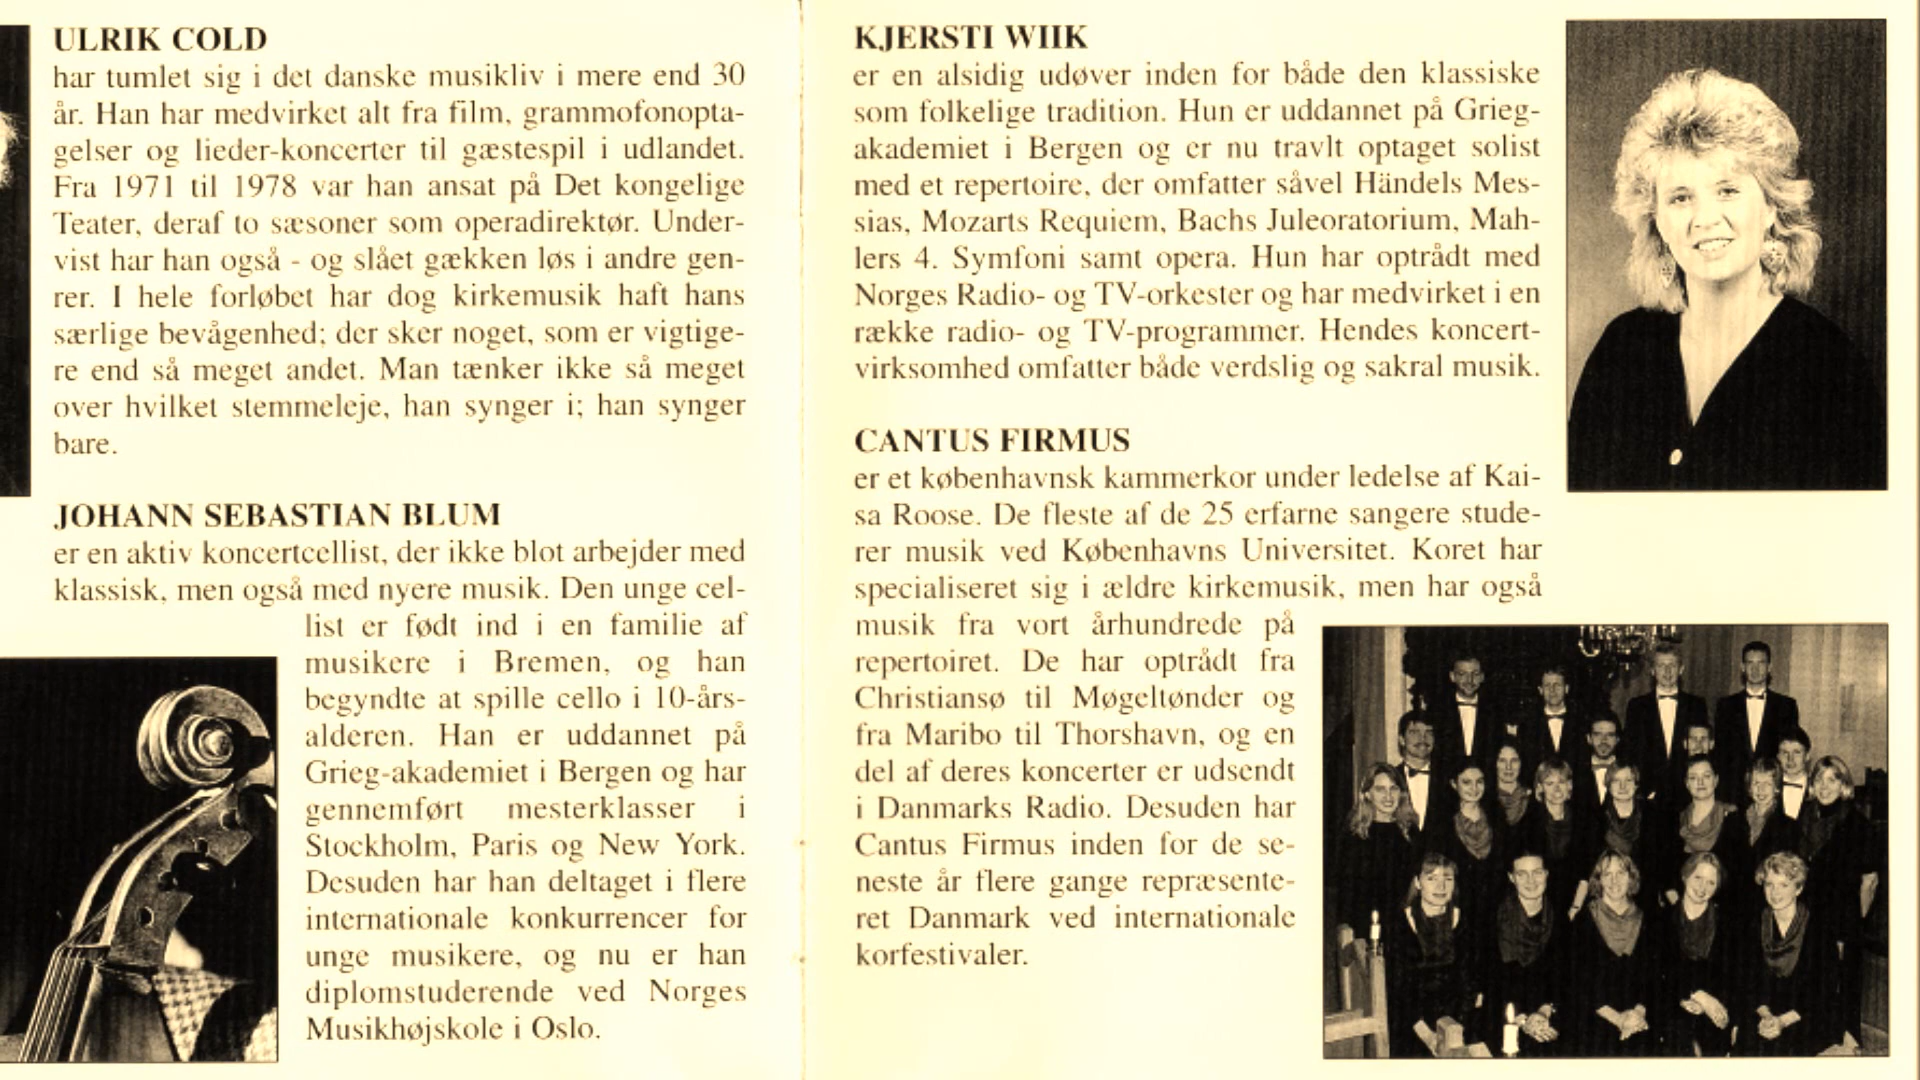 ULRIK COLD
har tumlet sig i det danske musikliv i mere end 30
år. Han har medvirket alt fra film, grammofonopta-
gelser og lieder-koncerter til gæstespil i udlandet.
Fra 1971 til 1978 var han ansat på Det kongelige
Teater, deraf to sæsoner som operadirektør. Under-
vist har han også - og slået gækken løs i andre gen-
rer. I hele forløbet har dog kirkemusik haft hans
særlige bevågenhed; der sker noget, som er vigtige-
re end så meget andet. Man tænker ikke så meget
over hvilket stemmeleje, han synger i; han synger
bare.
JOHANN SEBASTIAN BLUM
er en aktiv koncertcellist, der ikke blot arbejder med
klassisk, men også med nyere musik. Den unge cel-
list er født ind i en familie af
musikere i Bremen, og han
begyndte at spille cello i 10-års-
alderen. Han er uddannet på
Grieg-akademiet i Bergen og har
gennemført mesterklasser i
Stockholm, Paris og New York.
Desuden har han deltaget i flere
internationale konkurrencer for
unge musikere, og nu er han
diplomstuderende ved Norges
Musikhøjskole i Oslo.
KJERSTI WIIK
er en alsidig udøver inden for både den klassiske
som folkelige tradition. Hun er uddannet på Grieg-
akademiet i Bergen og er nu travlt optaget solist
med et repertoire, der omfatter såvel Händels Mes-
sias, Mozarts Requiem, Bachs Juleoratorium, Mah-
lers 4. Symfoni samt opera. Hun har optrådt med
Norges Radio- og TV-orkester og har medvirket i en
række radio- og TV-programmer. Hendes koncert-
virksomhed omfatter både verdslig og sakral musik.
CANTUS FIRMUS
er et københavnsk kammerkor under ledelse af Kai-
sa Roose. De fleste af de 25 erfarne sangere stude-
rer musik ved Københavns Universitet. Koret har
specialiseret sig i ældre kirkemusik, men har også
musik fra vort århundrede på
repertoiret. De har optrådt fra
Christiansø til Møgeltønder og
fra Maribo til Thorshavn, og en
del af deres koncerter er udsendt
i Danmarks Radio. Desuden har
Cantus Firmus inden for de se-
neste år flere gange repræsente-
ret Danmark ved internationale
korfestivaler.